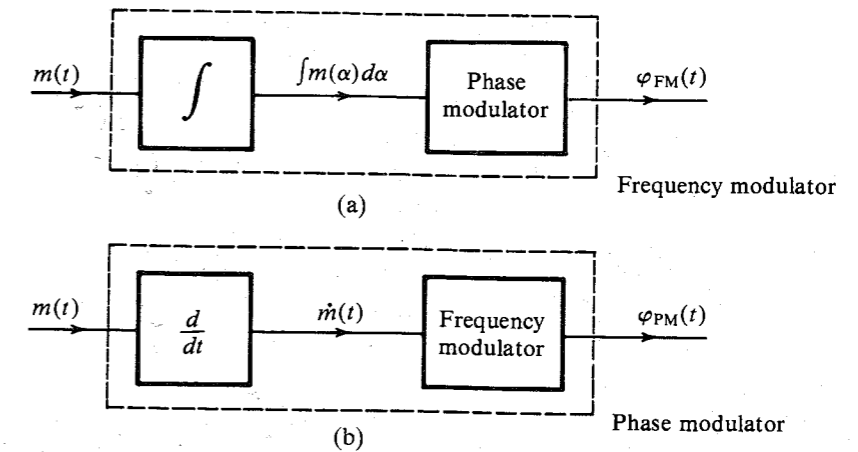 m(t)
∫
∫m(α)dα
Phase
modulator
φFM(t)
Frequency modulator
(a)
m(t)
d
dt
ṁ(t)
Frequency
modulator
φPM(t)
Phase modulator
(b)